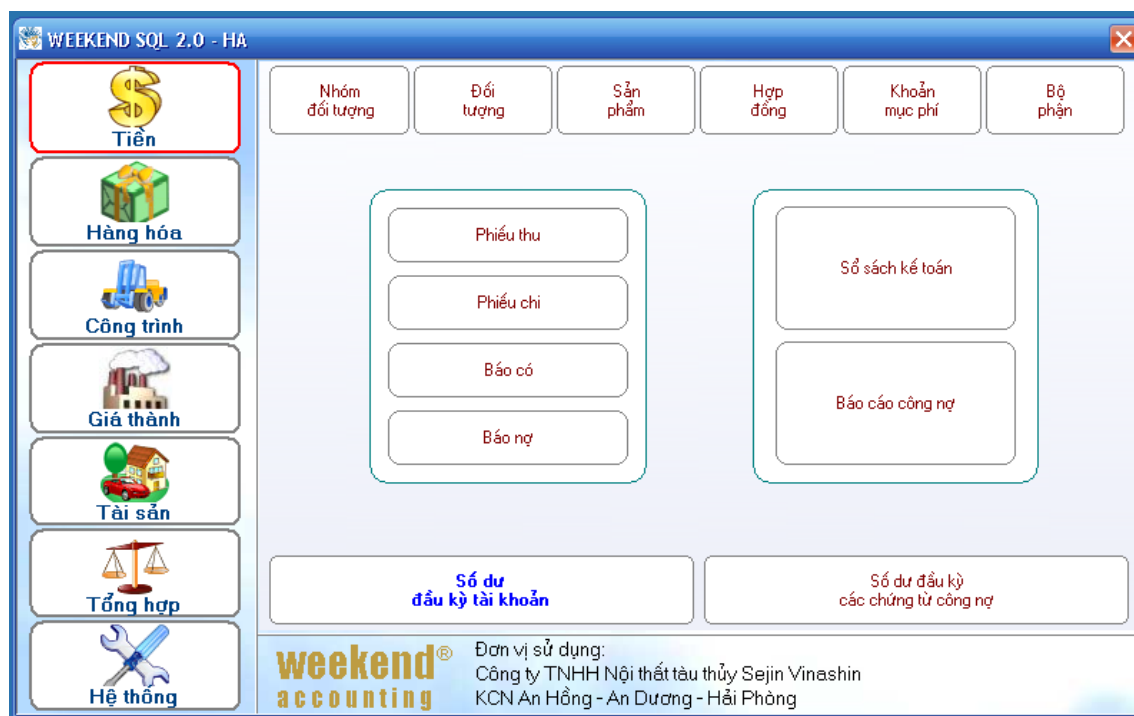 WEEKEND SQL 2.0 - HA
Tiền
Hàng hóa
Công trình
Giá thành
Tài sản
Tổng hợp
Hệ thống
Nhóm
đối tượng
Đối
tượng
Sản
phẩm
Hợp
đồng
Khoản
mục phí
Bộ
phận
Phiếu thu
Phiếu chi
Báo có
Báo nợ
Sổ sách kế toán
Báo cáo công nợ
Số dư
đầu kỳ tài khoản
Số dư đầu kỳ
các chứng từ công nợ
weekend®
accounting
Đơn vị sử dụng:
Công ty TNHH Nội thất tàu thủy Sejin Vinashin
KCN An Hồng - An Dương - Hải Phòng